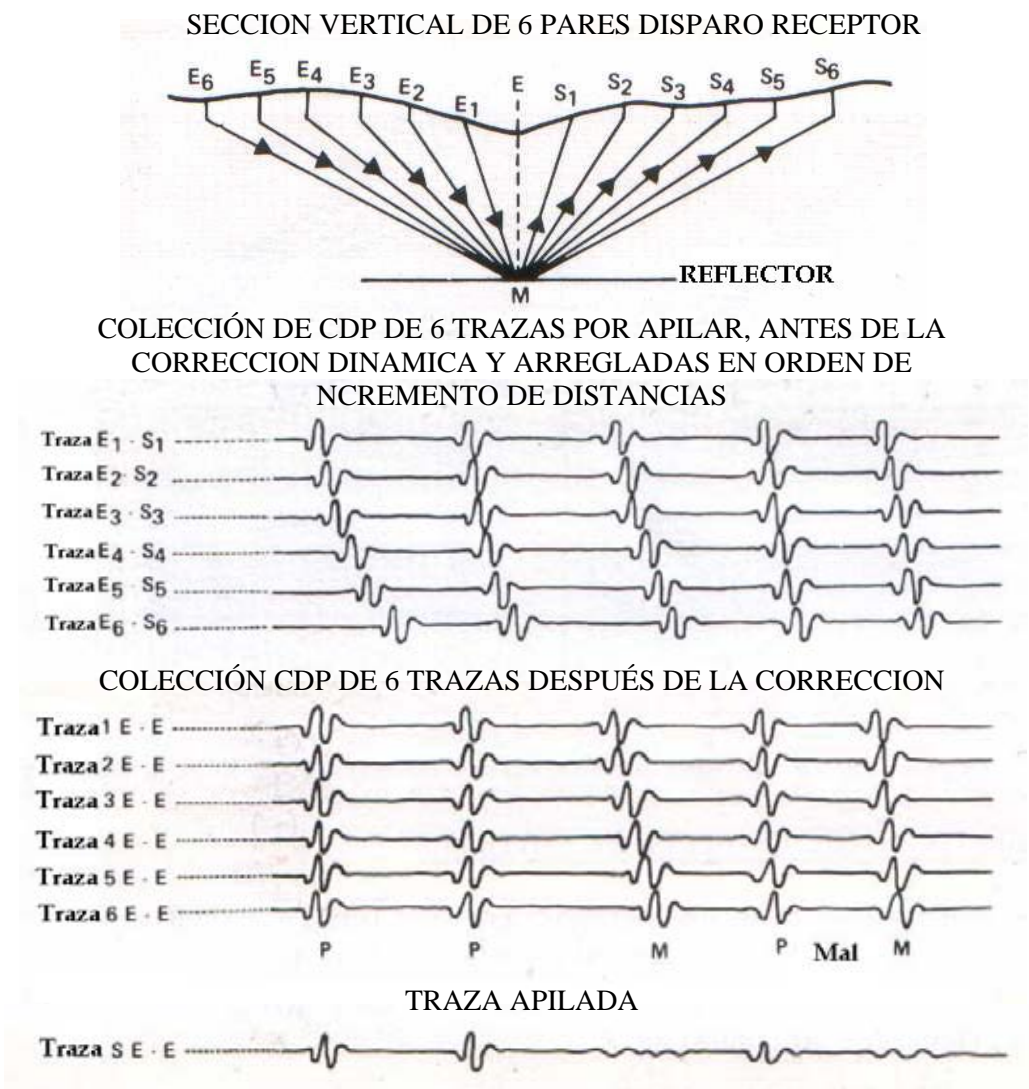 SECCION VERTICAL DE 6 PARES DISPARO RECEPTOR
E6 E5 E4 E3 E2 E1 E S1 S2 S3 S4 S5 S6
REFLECTOR
M
COLECCIÓN DE CDP DE 6 TRAZAS POR APILAR, ANTES DE LA
CORRECCION DINAMICA Y ARREGLADAS EN ORDEN DE
NCREMENTO DE DISTANCIAS
Traza E1 · S1
Traza E2 · S2
Traza E3 · S3
Traza E4 · S4
Traza E5 · S5
Traza E6 · S6
COLECCIÓN CDP DE 6 TRAZAS DESPUÉS DE LA CORRECCION
Traza 1 E · E
Traza 2 E · E
Traza 3 E · E
Traza 4 E · E
Traza 5 E · E
Traza 6 E · E
P P M P Mal M
TRAZA APILADA
Traza S E · E